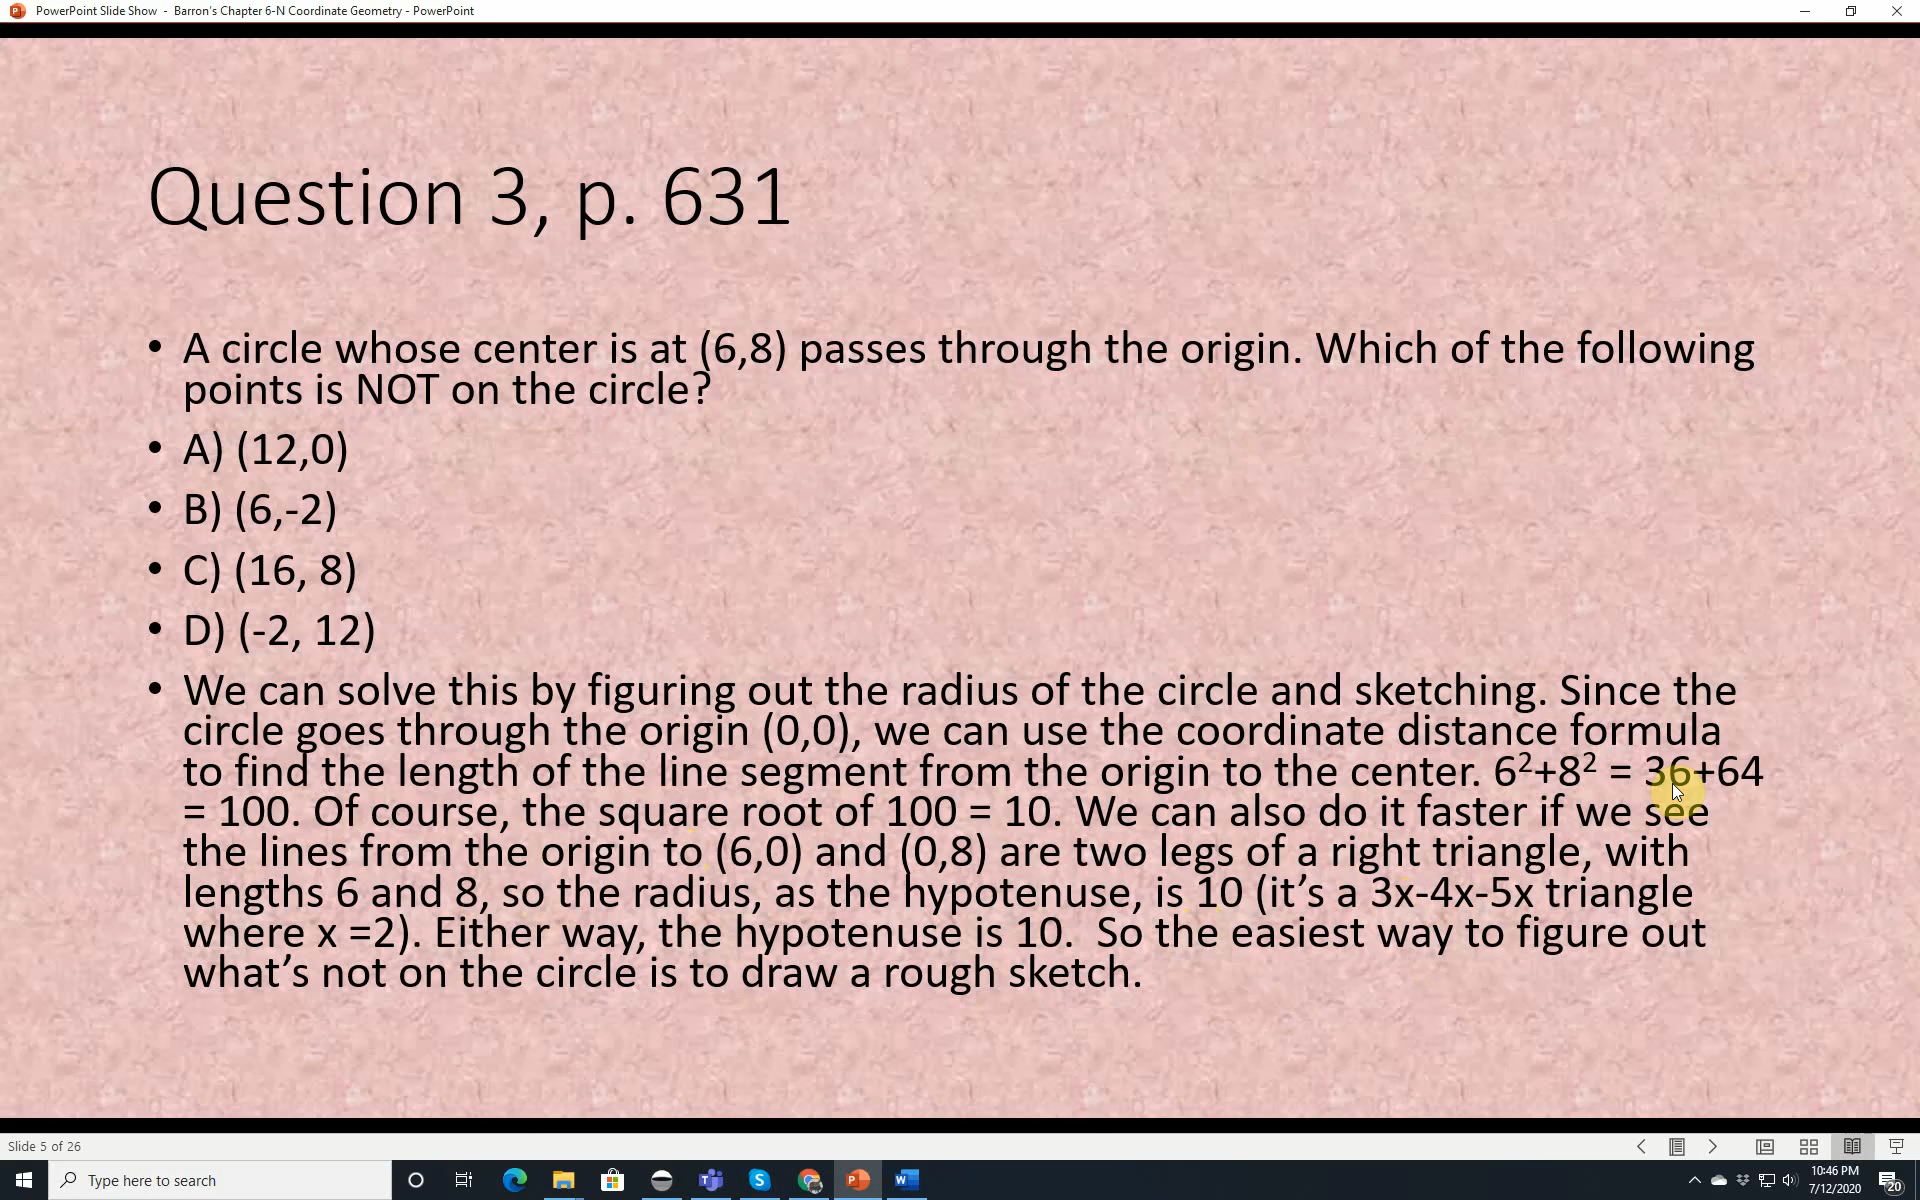 PowerPoint Slide Show - Barron's Chapter 6-N Coordinate Geometry - PowerPoint
Question 3, p. 631
• A circle whose center is at (6,8) passes through the origin. Which of the following
points is NOT on the circle?
• A) (12,0)
• B) (6,-2)
• C) (16, 8)
• D) (-2, 12)
• We can solve this by figuring out the radius of the circle and sketching. Since the
circle goes through the origin (0,0), we can use the coordinate distance formula
to find the length of the line segment from the origin to the center. 6²+8² = 36+64
= 100. Of course, the square root of 100 = 10. We can also do it faster if we see
the lines from the origin to (6,0) and (0,8) are two legs of a right triangle, with
lengths 6 and 8, so the radius, as the hypotenuse, is 10 (it’s a 3x-4x-5x triangle
where x =2). Either way, the hypotenuse is 10.  So the easiest way to figure out
what’s not on the circle is to draw a rough sketch.
Slide 5 of 26
Type here to search
10:46 PM
7/12/2020
20